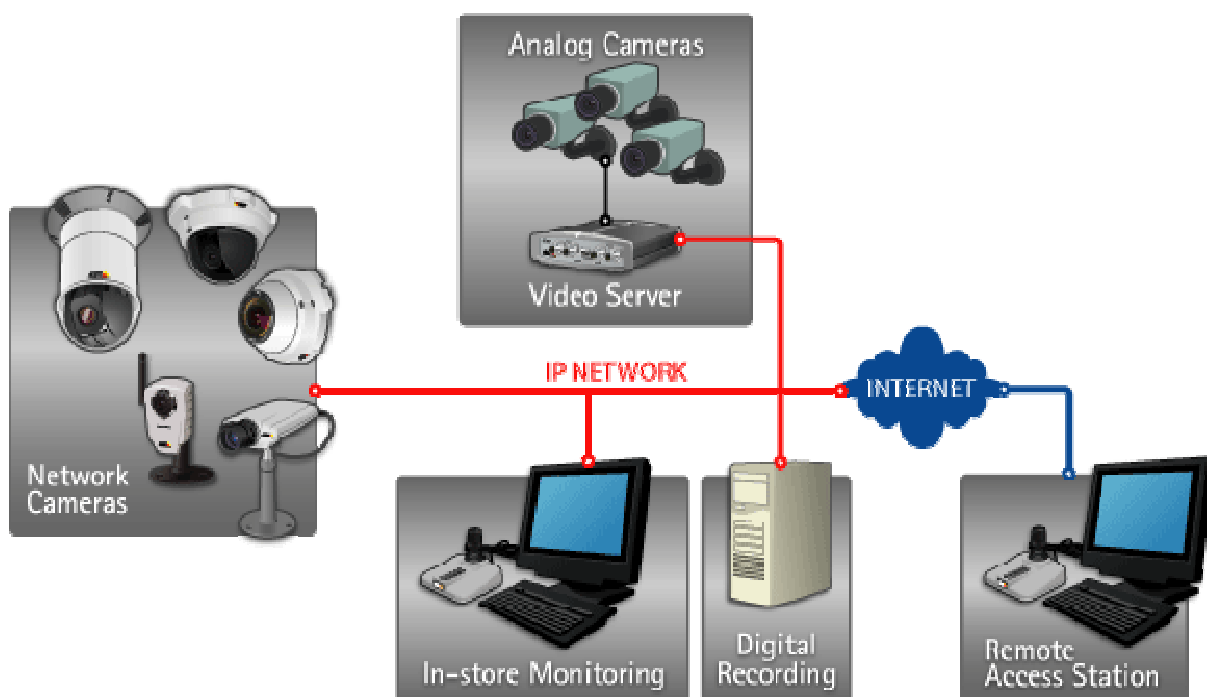 Analog Cameras
Video Server
IP NETWORK
INTERNET
Network
Cameras
In-store Monitoring
Digital
Recording
Remote
Access Station